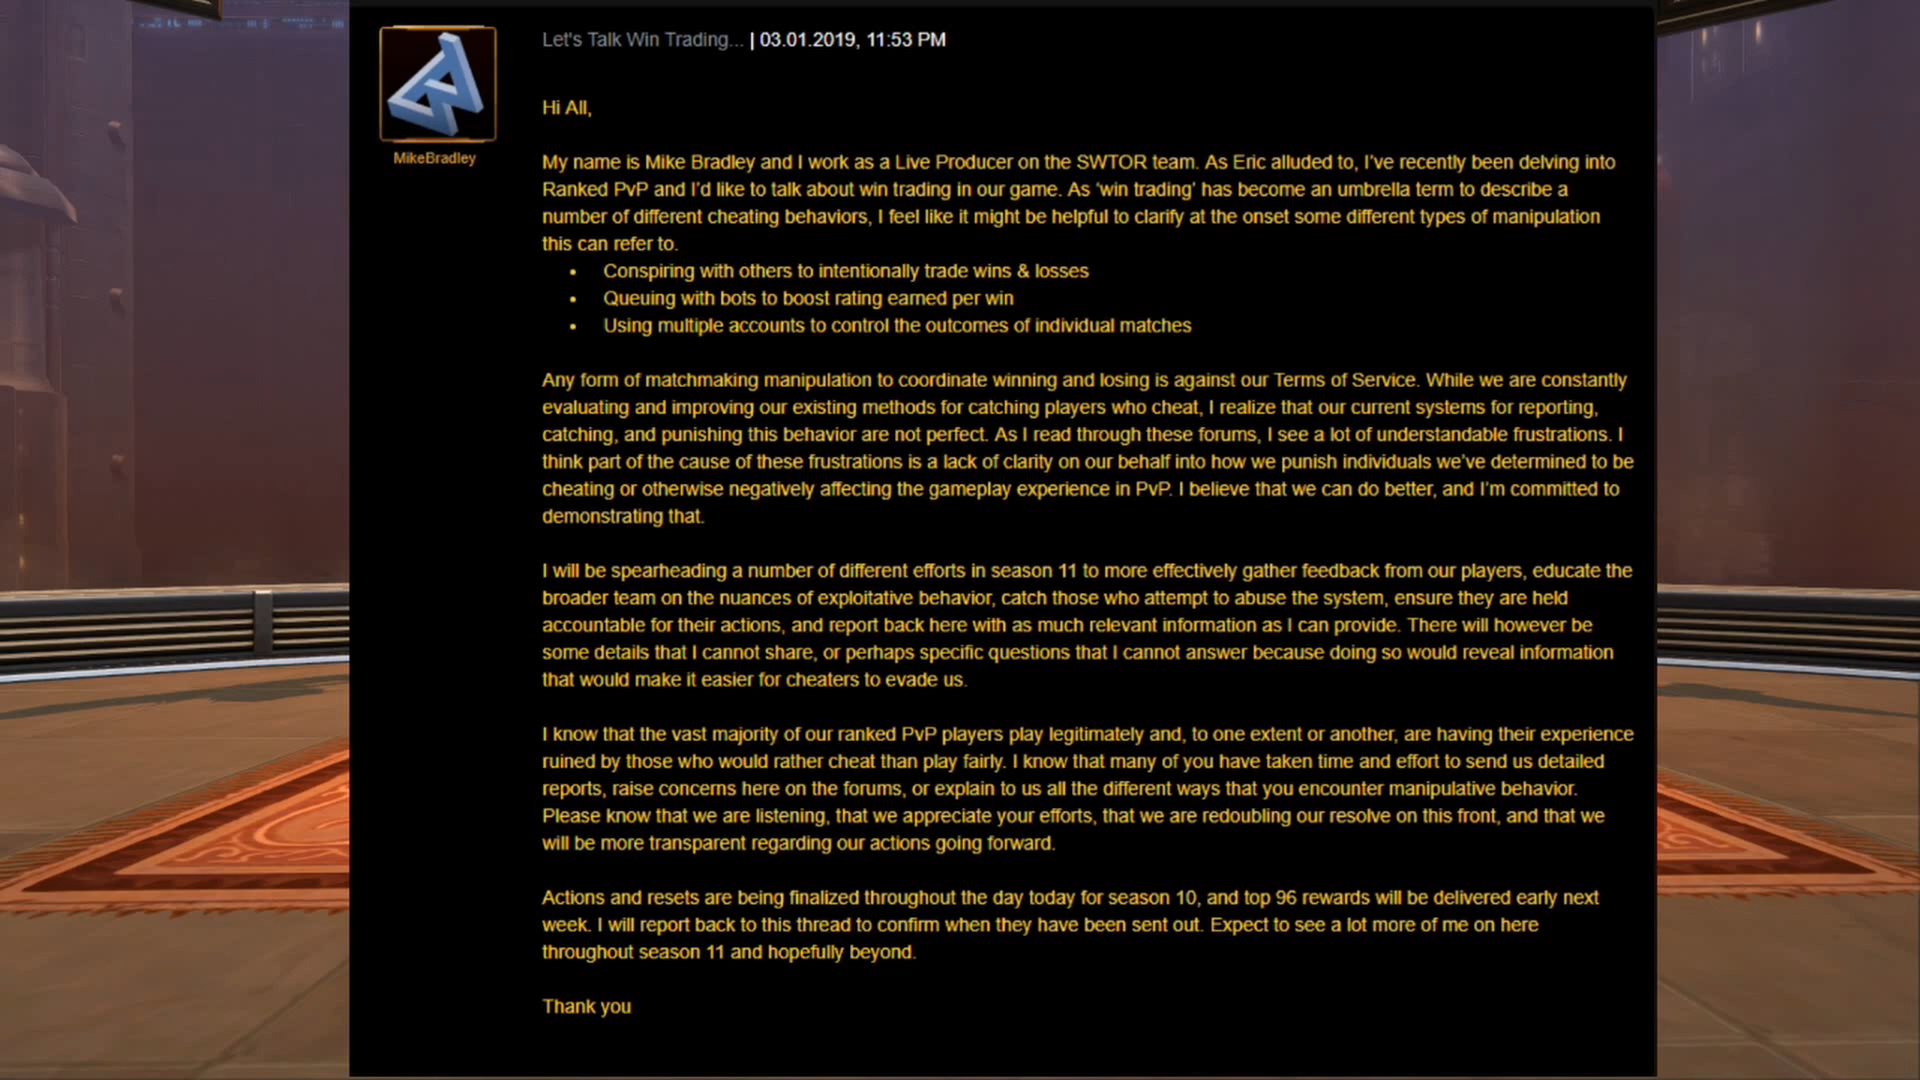 Let's Talk Win Trading... | 03.01.2019, 11:53 PM
MikeBradley
Hi All,
My name is Mike Bradley and I work as a Live Producer on the SWTOR team. As Eric alluded to, I've recently been delving into
Ranked PvP and I'd like to talk about win trading in our game. As 'win trading' has become an umbrella term to describe a
number of different cheating behaviors, I feel like it might be helpful to clarify at the onset some different types of manipulation
this can refer to.
• Conspiring with others to intentionally trade wins & losses
• Queuing with bots to boost rating earned per win
• Using multiple accounts to control the outcomes of individual matches
Any form of matchmaking manipulation to coordinate winning and losing is against our Terms of Service. While we are constantly
evaluating and improving our existing methods for catching players who cheat, I realize that our current systems for reporting,
catching, and punishing this behavior are not perfect. As I read through these forums, I see a lot of understandable frustrations. I
think part of the cause of these frustrations is a lack of clarity on our behalf into how we punish individuals we've determined to be
cheating or otherwise negatively affecting the gameplay experience in PvP. I believe that we can do better, and I'm committed to
demonstrating that.
I will be spearheading a number of different efforts in season 11 to more effectively gather feedback from our players, educate the
broader team on the nuances of exploitative behavior, catch those who attempt to abuse the system, ensure they are held
accountable for their actions, and report back here with as much relevant information as I can provide. There will however be
some details that I cannot share, or perhaps specific questions that I cannot answer because doing so would reveal information
that would make it easier for cheaters to evade us.
I know that the vast majority of our ranked PvP players play legitimately and, to one extent or another, are having their experience
ruined by those who would rather cheat than play fairly. I know that many of you have taken time and effort to send us detailed
reports, raise concerns here on the forums, or explain to us all the different ways that you encounter manipulative behavior.
Please know that we are listening, that we appreciate your efforts, that we are redoubling our resolve on this front, and that we
will be more transparent regarding our actions going forward.
Actions and resets are being finalized throughout the day today for season 10, and top 96 rewards will be delivered early next
week. I will report back to this thread to confirm when they have been sent out. Expect to see a lot more of me on here
throughout season 11 and hopefully beyond.
Thank you